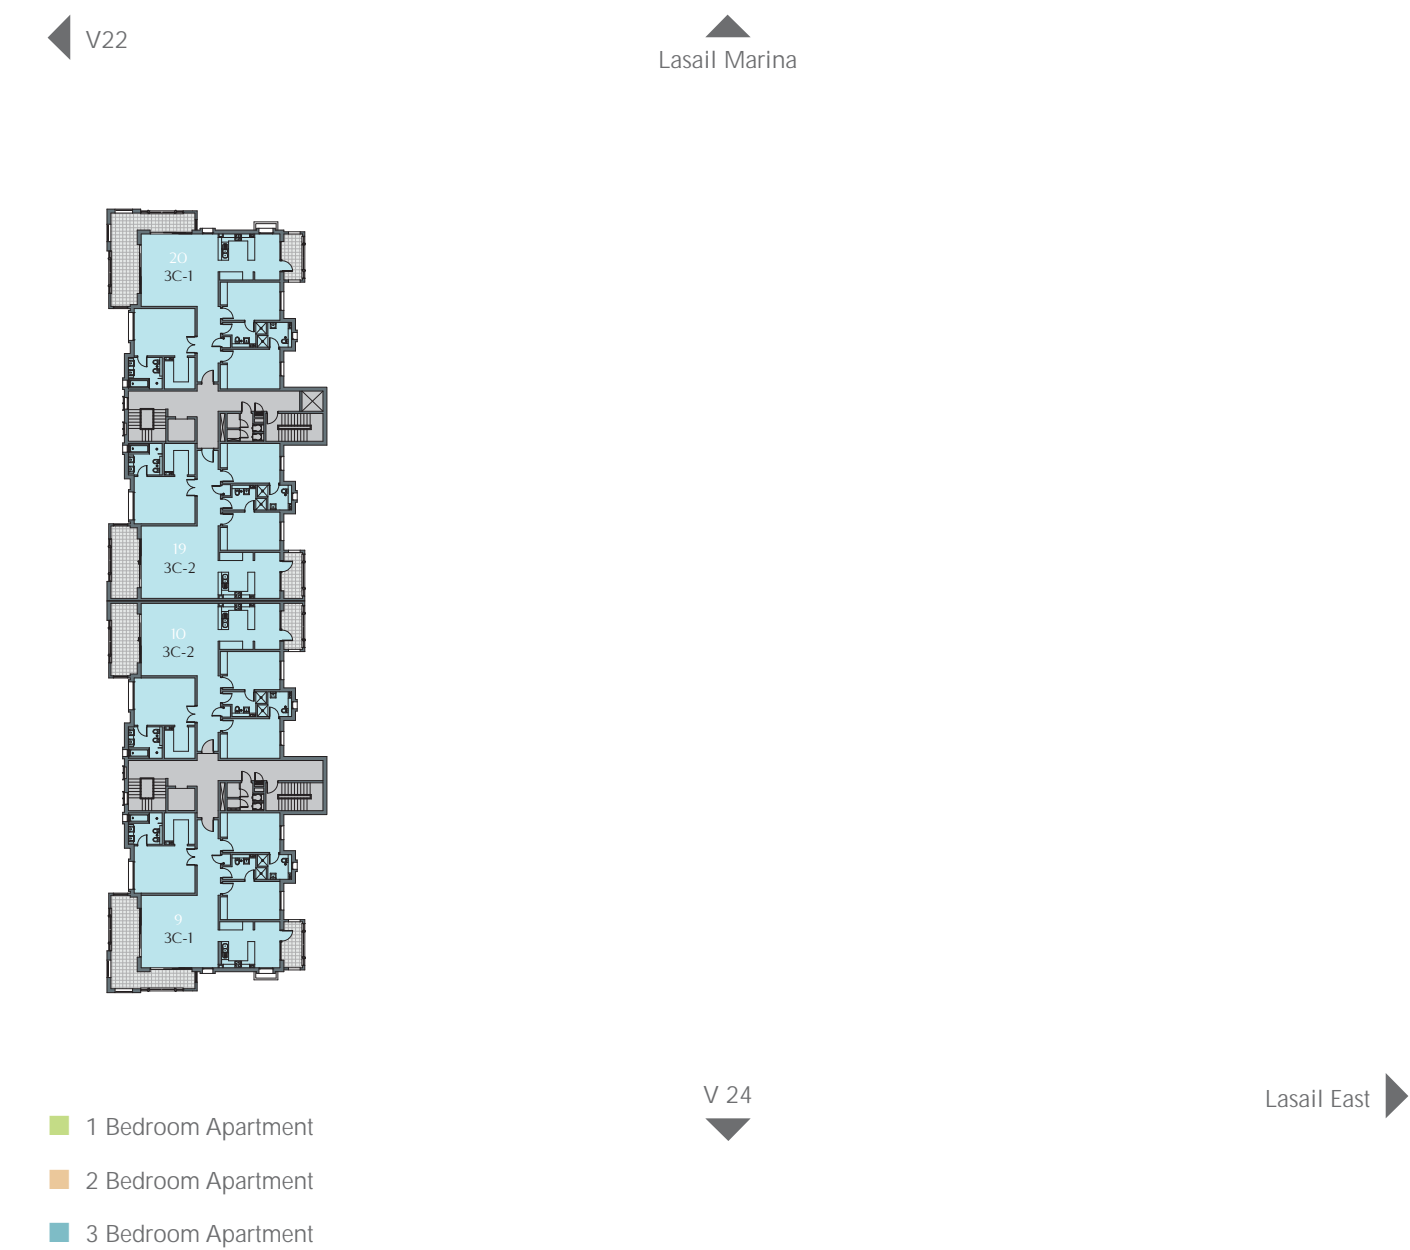 V22
Lasail Marina
20
3C-1
19
3C-2
10
3C-2
9
3C-1
V 24
Lasail East
1 Bedroom Apartment
2 Bedroom Apartment
3 Bedroom Apartment